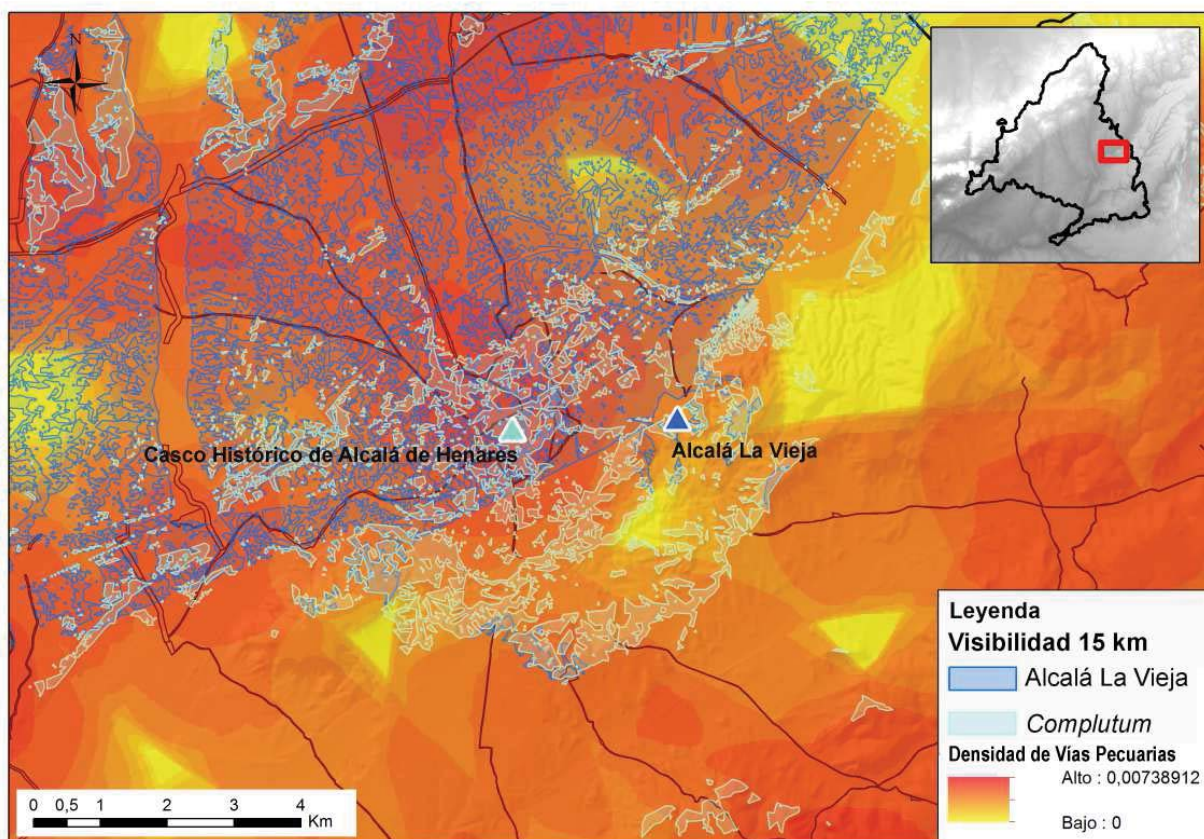 N
Casco Histórico de Alcalá de Henares
Alcalá La Vieja
Leyenda
Visibilidad 15 km
Alcalá La Vieja
Complutum
Densidad de Vías Pecuarias
Alto : 0,00738912
Bajo : 0
0 0,5 1 2 3 4
Km